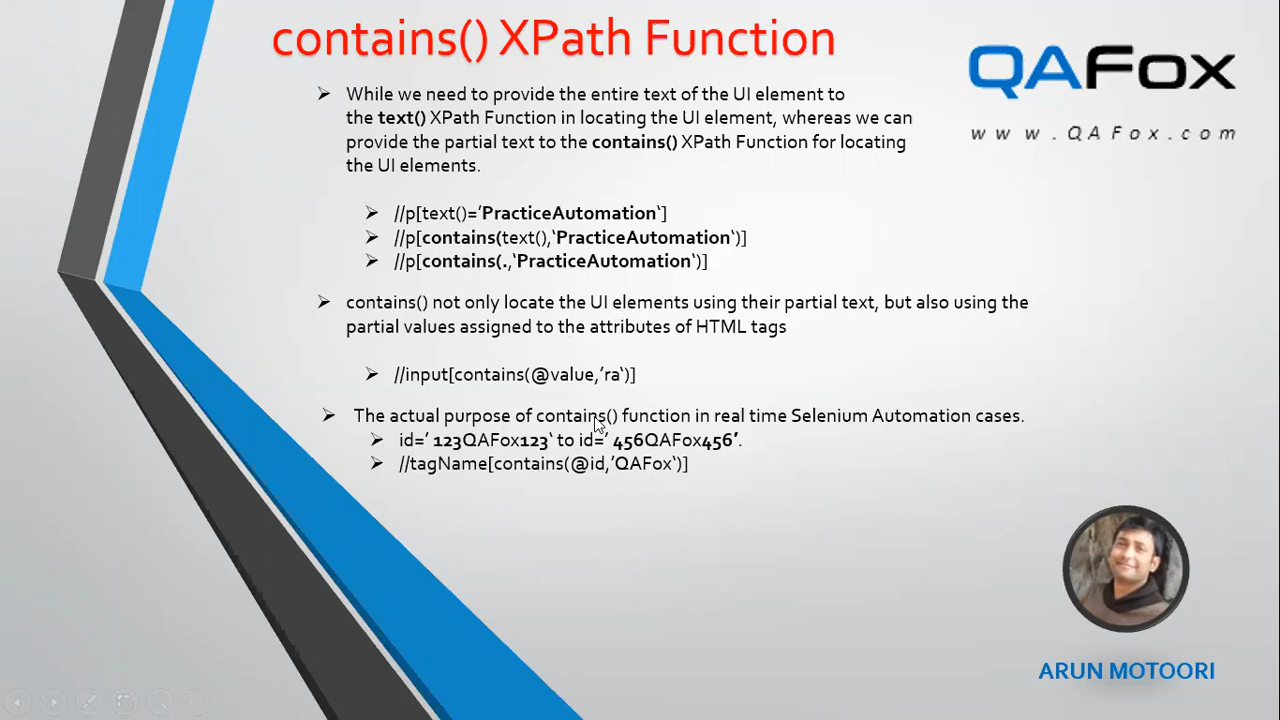 contains() XPath Function
QAFox
www.QAFox.com
While we need to provide the entire text of the UI element to
the text() XPath Function in locating the UI element, whereas we can
provide the partial text to the contains() XPath Function for locating
the UI elements.
//p[text()=’PracticeAutomation‘]
//p[contains(text(),‘PracticeAutomation‘)]
//p[contains(.,‘PracticeAutomation‘)]
contains() not only locate the UI elements using their partial text, but also using the
partial values assigned to the attributes of HTML tags
//input[contains(@value,’ra‘)]
The actual purpose of contains() function in real time Selenium Automation cases.
id=’ 123QAFox123‘ to id=’ 456QAFox456’.
//tagName[contains(@id,’QAFox‘)]
ARUN MOTOORI